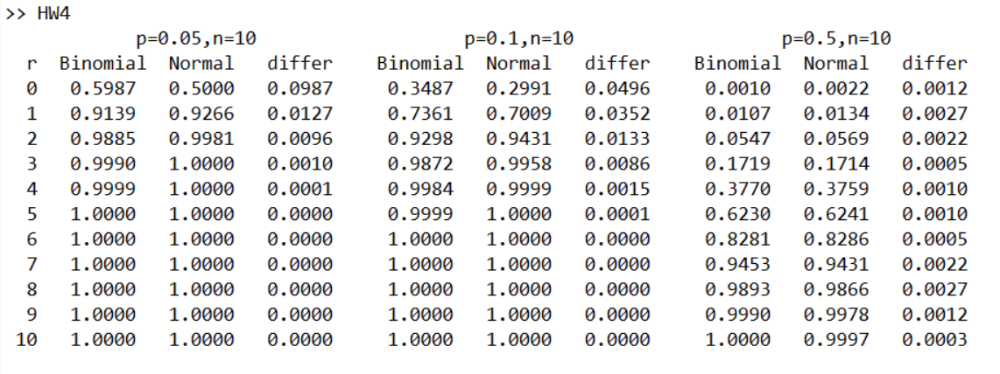 >> HW4
p=0.05,n=10 p=0.1,n=10 p=0.5,n=10
r Binomial Normal differ Binomial Normal differ Binomial Normal differ
0 0.5987 0.5000 0.0987 0.3487 0.2991 0.0496 0.0010 0.0022 0.0012
1 0.9139 0.9266 0.0127 0.7361 0.7009 0.0352 0.0107 0.0134 0.0027
2 0.9885 0.9981 0.0096 0.9298 0.9431 0.0133 0.0547 0.0569 0.0022
3 0.9990 1.0000 0.0010 0.9872 0.9958 0.0086 0.1719 0.1714 0.0005
4 0.9999 1.0000 0.0001 0.9984 0.9999 0.0015 0.3770 0.3759 0.0010
5 1.0000 1.0000 0.0000 0.9999 1.0000 0.0001 0.6230 0.6241 0.0010
6 1.0000 1.0000 0.0000 1.0000 1.0000 0.0000 0.8281 0.8286 0.0005
7 1.0000 1.0000 0.0000 1.0000 1.0000 0.0000 0.9453 0.9431 0.0022
8 1.0000 1.0000 0.0000 1.0000 1.0000 0.0000 0.9893 0.9866 0.0027
9 1.0000 1.0000 0.0000 1.0000 1.0000 0.0000 0.9990 0.9978 0.0012
10 1.0000 1.0000 0.0000 1.0000 1.0000 0.0000 1.0000 0.9997 0.0003